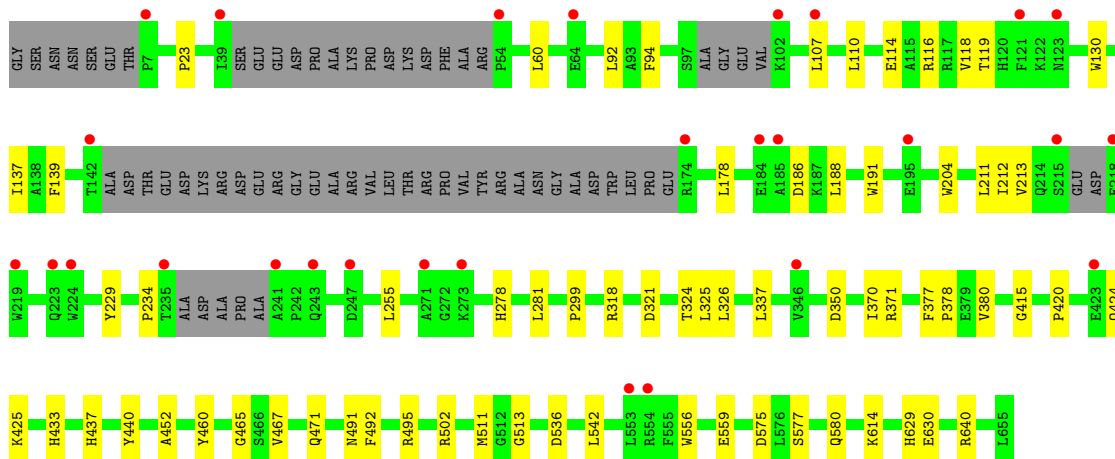 GLY SER ASN ASN SER GLU THR P7 P23 I39 SER GLU GLU ASP PRO ALA LYS PRO ASP LYS ASP PHE ALA ARG P54 L60 E64 L92 A93 F94 S97 ALA GLY GLU VAL K102 L107 L110 E114 A115 R116 R117 V118 T119 H120 F121 K122 N123 W130
I137 A138 F139 T142 ALA ASP THR GLU ASP LYS ARG ASP GLU ARG GLY GLU ALA ARG VAL LEU THR ARG PRO VAL TYR ARG ALA ASN GLY ALA ASP TRP LEU PRO GLU R174 L178 E184 A185 D186 K187 L188 W191 E195 W204 L211 I212 V213 Q214 S215 GLU ASP
W219 Q223 W224 Y229 P234 T235 ALA ASP ALA PRO ALA A241 P242 Q243 D247 L255 A271 G272 K273 H278 L281 P299 R318 D321 T324 L325 L326 L337 V346 D350 I370 R371 F377 P378 E379 V380 G415 P420 E423 Q424
K425 H433 H437 Y440 A452 Y460 G465 S466 V467 Q471 N491 F492 R495 R502 M511 G512 G513 D536 L542 L553 R554 F555 W556 E559 D575 L576 S577 Q580 K614 H629 E630 R640 L655